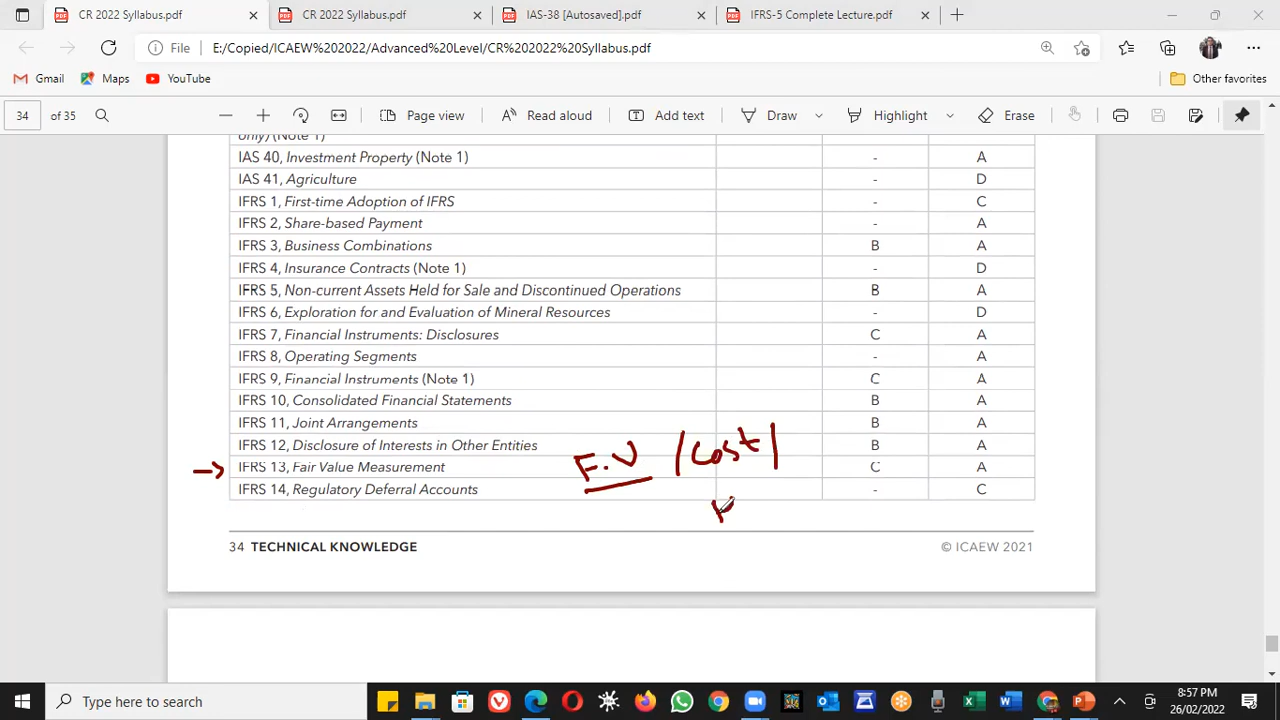 CR 2022 Syllabus.pdf CR 2022 Syllabus.pdf IAS-38 [Autosaved].pdf IFRS-5 Complete Lecture.pdf
File E:/Copied/ICAEW%202022/Advanced%20Level/CR%202022%20Syllabus.pdf
Gmail Maps YouTube Other favorites
34 of 35 Page view Read aloud Add text Draw Highlight Erase
only) (Note 1)
IAS 40, Investment Property (Note 1) - A
IAS 41, Agriculture - D
IFRS 1, First-time Adoption of IFRS - C
IFRS 2, Share-based Payment - A
IFRS 3, Business Combinations B A
IFRS 4, Insurance Contracts (Note 1) - D
IFRS 5, Non-current Assets Held for Sale and Discontinued Operations B A
IFRS 6, Exploration for and Evaluation of Mineral Resources - D
IFRS 7, Financial Instruments: Disclosures C A
IFRS 8, Operating Segments - A
IFRS 9, Financial Instruments (Note 1) C A
IFRS 10, Consolidated Financial Statements B A
IFRS 11, Joint Arrangements B A
IFRS 12, Disclosure of Interests in Other Entities B A
F.V |Cost|
IFRS 13, Fair Value Measurement C A
IFRS 14, Regulatory Deferral Accounts - C
34 TECHNICAL KNOWLEDGE © ICAEW 2021
Type here to search
8:57 PM
26/02/2022